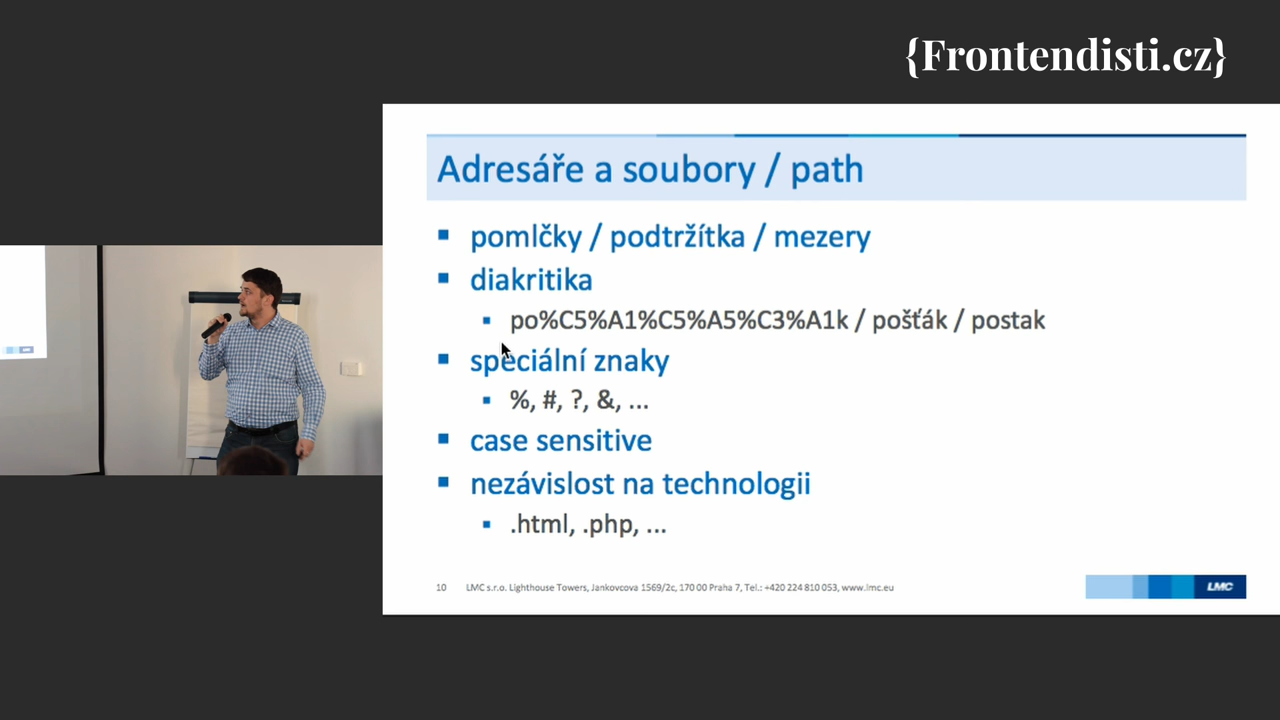 {Frontendisti.cz}
Adresáře a soubory / path
pomlčky / podtržítka / mezery
diakritika
po%C5%A1%C5%A5%C3%A1k / pošťák / postak
speciální znaky
%, #, ?, &, ...
case sensitive
nezávislost na technologii
.html, .php, ...
10 LMC s.r.o. Lighthouse Towers, Jankovcova 1569/2c, 170 00 Praha 7, Tel.: +420 224 810 053, www.lmc.eu
LMC